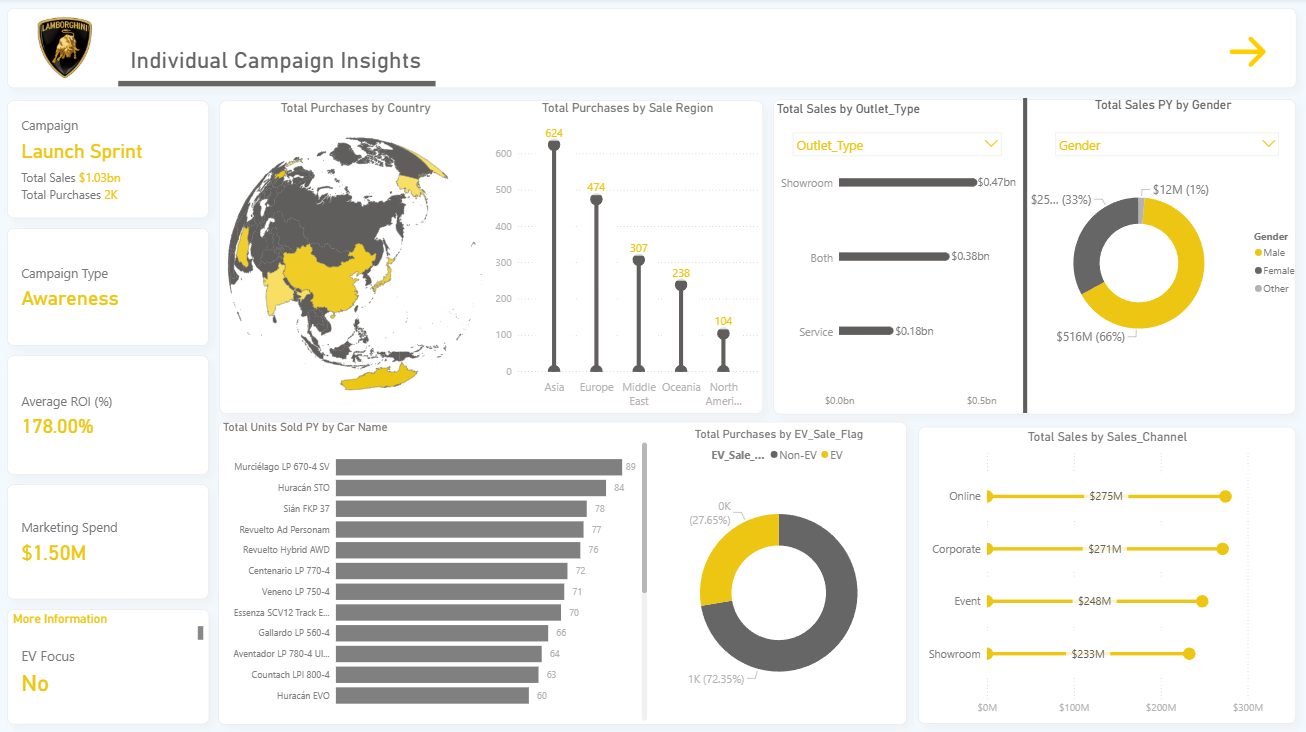 LAMBORGHINI
Individual Campaign Insights
Campaign
Launch Sprint
Total Sales $1.03bn
Total Purchases 2K
Campaign Type
Awareness
Average ROI (%)
178.00%
Marketing Spend
$1.50M
More Information
EV Focus
No
Total Purchases by Country
Total Purchases by Sale Region
624
474
307
238
104
600
500
400
300
200
100
0
Asia
Europe
Middle
East
Oceania
North
Ameri...
Total Sales by Outlet_Type
Outlet_Type
Showroom
$0.47bn
Both
$0.38bn
Service
$0.18bn
$0.0bn
$0.5bn
Total Sales PY by Gender
Gender
$12M (1%)
$25... (33%)
$516M (66%)
Gender
Male
Female
Other
Total Units Sold PY by Car Name
Murciélago LP 670-4 SV 89
Huracán STO 84
Sián FKP 37 78
Revuelto Ad Personam 77
Revuelto Hybrid AWD 76
Centenario LP 770-4 72
Veneno LP 750-4 71
Essenza SCV12 Track E... 70
Gallardo LP 560-4 66
Aventador LP 780-4 Ul... 64
Countach LPI 800-4 63
Huracán EVO 60
Total Purchases by EV_Sale_Flag
EV_Sale_... Non-EV EV
0K
(27.65%)
1K (72.35%)
Total Sales by Sales_Channel
Online $275M
Corporate $271M
Event $248M
Showroom $233M
$0M $100M $200M $300M